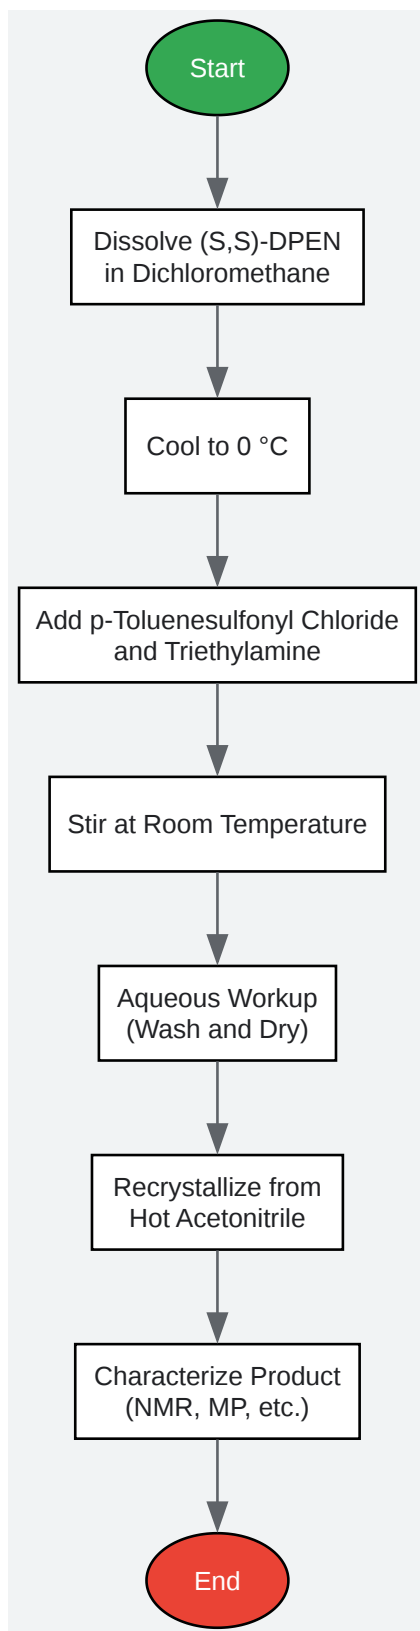 Start
Dissolve (S,S)-DPEN
in Dichloromethane
Cool to 0 °C
Add p-Toluenesulfonyl Chloride
and Triethylamine
Stir at Room Temperature
Aqueous Workup
(Wash and Dry)
Recrystallize from
Hot Acetonitrile
Characterize Product
(NMR, MP, etc.)
End